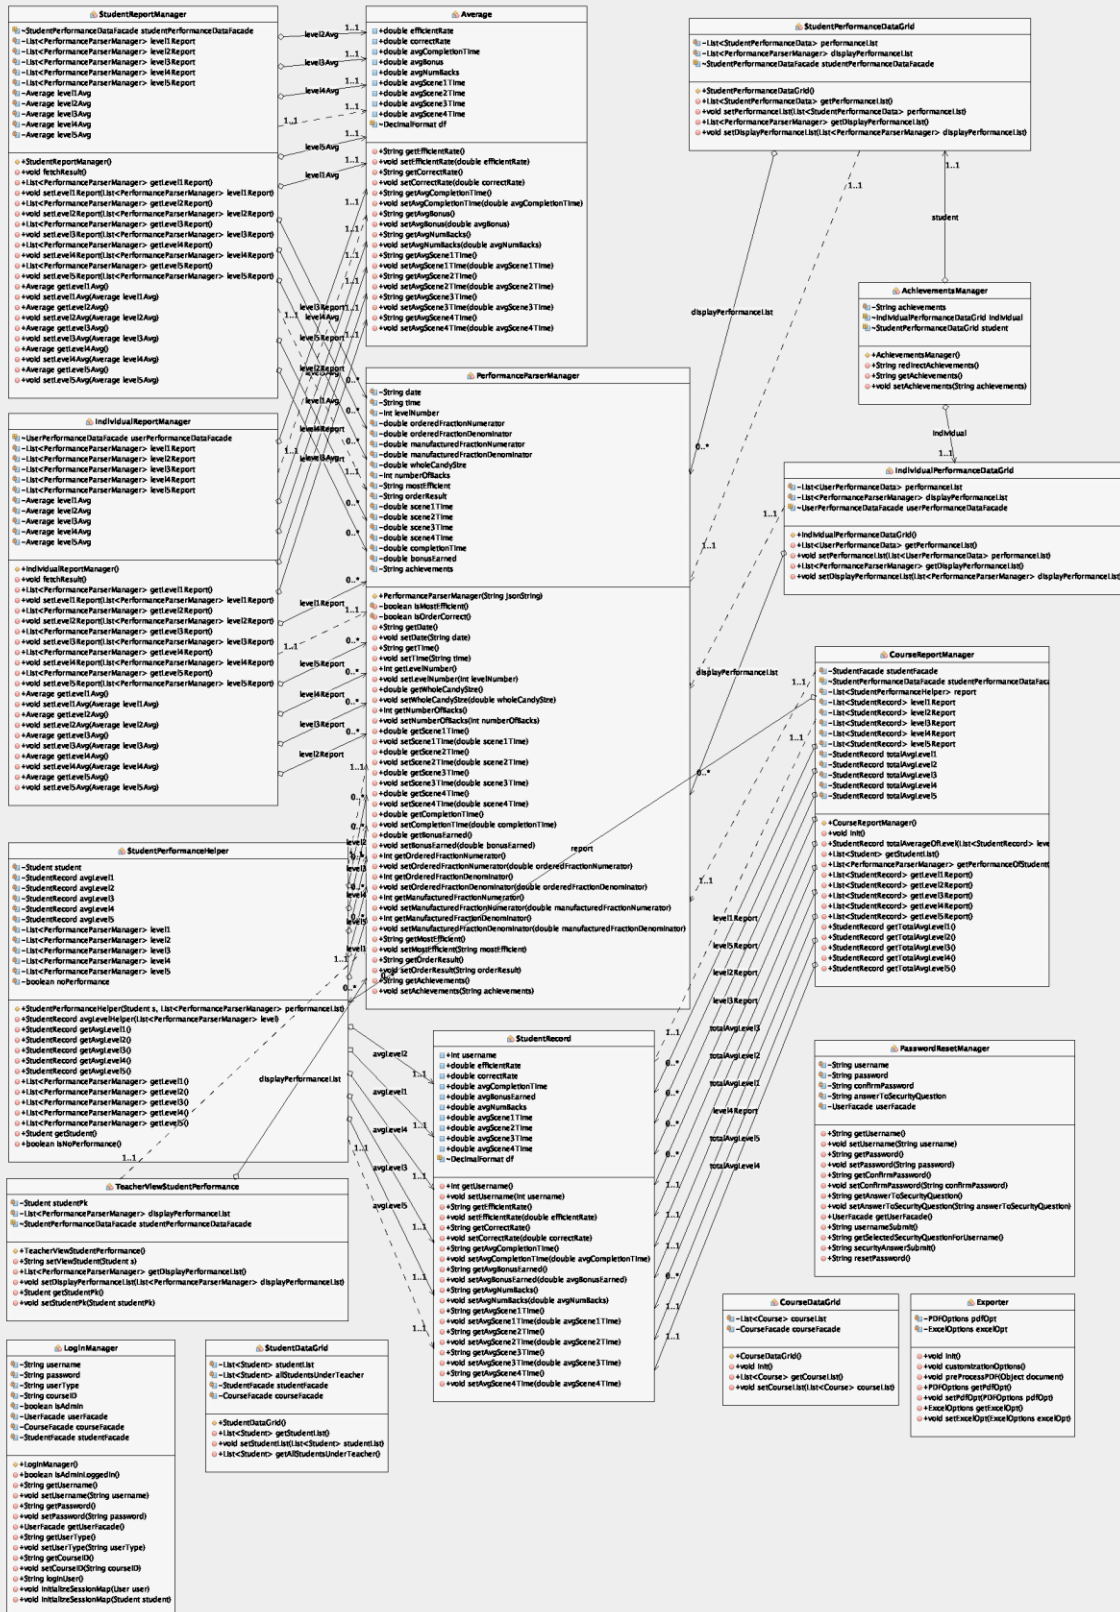 StudentReportManager
~StudentPerformanceDataFacade studentPerformanceDataFacade
-List<PerformanceParserManager> level1Report
-List<PerformanceParserManager> level2Report
-List<PerformanceParserManager> level3Report
-List<PerformanceParserManager> level4Report
-List<PerformanceParserManager> level5Report
-Average level1Avg
-Average level2Avg
-Average level3Avg
-Average level4Avg
-Average level5Avg
+StudentReportManager()
+void fetchResult()
+List<PerformanceParserManager> getLevel1Report()
+void setLevel1Report(List<PerformanceParserManager> level1Report)
+List<PerformanceParserManager> getLevel2Report()
+void setLevel2Report(List<PerformanceParserManager> level2Report)
+List<PerformanceParserManager> getLevel3Report()
+void setLevel3Report(List<PerformanceParserManager> level3Report)
+List<PerformanceParserManager> getLevel4Report()
+void setLevel4Report(List<PerformanceParserManager> level4Report)
+List<PerformanceParserManager> getLevel5Report()
+void setLevel5Report(List<PerformanceParserManager> level5Report)
+Average getLevel1Avg()
+void setLevel1Avg(Average level1Avg)
+Average getLevel2Avg()
+void setLevel2Avg(Average level2Avg)
+Average getLevel3Avg()
+void setLevel3Avg(Average level3Avg)
+Average getLevel4Avg()
+void setLevel4Avg(Average level4Avg)
+Average getLevel5Avg()
+void setLevel5Avg(Average level5Avg)
level2Avg
level3Avg
level4Avg
1..1
level5Avg
level1Avg
Average
+double efficientRate
+double correctRate
+double avgCompletionTime
+double avgBonus
+double avgNumBacks
+double avgScene1Time
+double avgScene2Time
+double avgScene3Time
+double avgScene4Time
~DecimalFormat df
+String getEfficientRate()
+void setEfficientRate(double efficientRate)
+String getCorrectRate()
+void setCorrectRate(double correctRate)
+String getAvgCompletionTime()
+void setAvgCompletionTime(double avgCompletionTime)
+String getAvgBonus()
+void setAvgBonus(double avgBonus)
+String getAvgNumBacks()
+void setAvgNumBacks(double avgNumBacks)
+String getAvgScene1Time()
+void setAvgScene1Time(double avgScene1Time)
+String getAvgScene2Time()
+void setAvgScene2Time(double avgScene2Time)
+String getAvgScene3Time()
+void setAvgScene3Time(double avgScene3Time)
+String getAvgScene4Time()
+void setAvgScene4Time(double avgScene4Time)
StudentPerformanceDataGrid
-List<StudentPerformanceData> performanceList
-List<PerformanceParserManager> displayPerformanceList
~StudentPerformanceDataFacade studentPerformanceDataFacade
+StudentPerformanceDataGrid()
+List<StudentPerformanceData> getPerformanceList()
+void setPerformanceList(List<StudentPerformanceData> performanceList)
+List<PerformanceParserManager> getDisplayPerformanceList()
+void setDisplayPerformanceList(List<PerformanceParserManager> displayPerformanceList)
1..1
student
displayPerformanceList
AchievementsManager
-String achievements
~IndividualPerformanceDataGrid individual
~StudentPerformanceDataGrid student
+AchievementsManager()
+String redirectAchievements()
+String getAchievements()
+void setAchievements(String achievements)
individual
1..1
IndividualPerformanceDataGrid
-List<UserPerformanceData> performanceList
-List<PerformanceParserManager> displayPerformanceList
~UserPerformanceDataFacade userPerformanceDataFacade
+IndividualPerformanceDataGrid()
+List<UserPerformanceData> getPerformanceList()
+void setPerformanceList(List<UserPerformanceData> performanceList)
+List<PerformanceParserManager> getDisplayPerformanceList()
+void setDisplayPerformanceList(List<PerformanceParserManager> displayPerformanceList)
PerformanceParserManager
-String date
-String time
-int levelNumber
-double orderedFractionNumerator
-double orderedFractionDenominator
-double manufacturedFractionNumerator
-double manufacturedFractionDenominator
-double wholeCandySize
-int numberOfBacks
-String mostEfficient
-String orderResult
-double scene1Time
-double scene2Time
-double scene3Time
-double scene4Time
-double completionTime
-double bonusEarned
-String achievements
+PerformanceParserManager(String jsonString)
-boolean isMostEfficient()
-boolean isOrderCorrect()
+String getDate()
+void setDate(String date)
+String getTime()
+void setTime(String time)
+int getLevelNumber()
+void setLevelNumber(int levelNumber)
+double getWholeCandySize()
+void setWholeCandySize(double wholeCandySize)
+int getNumberOfBacks()
+void setNumberOfBacks(int numberOfBacks)
+double getScene1Time()
+void setScene1Time(double scene1Time)
+double getScene2Time()
+void setScene2Time(double scene2Time)
+double getScene3Time()
+void setScene3Time(double scene3Time)
+double getScene4Time()
+void setScene4Time(double scene4Time)
+double getCompletionTime()
+void setCompletionTime(double completionTime)
+double getBonusEarned()
+void setBonusEarned(double bonusEarned)
+int getOrderedFractionNumerator()
+void setOrderedFractionNumerator(double orderedFractionNumerator)
+int getOrderedFractionDenominator()
+void setOrderedFractionDenominator(double orderedFractionDenominator)
+int getManufacturedFractionNumerator()
+void setManufacturedFractionNumerator(double manufacturedFractionNumerator)
+int getManufacturedFractionDenominator()
+void setManufacturedFractionDenominator(double manufacturedFractionDenominator)
+String getMostEfficient()
+void setMostEfficient(String mostEfficient)
+String getOrderResult()
+void setOrderResult(String orderResult)
+String getAchievements()
+void setAchievements(String achievements)
IndividualReportManager
~UserPerformanceDataFacade userPerformanceDataFacade
-List<PerformanceParserManager> level1Report
-List<PerformanceParserManager> level2Report
-List<PerformanceParserManager> level3Report
-List<PerformanceParserManager> level4Report
-List<PerformanceParserManager> level5Report
-Average level1Avg
-Average level2Avg
-Average level3Avg
-Average level4Avg
-Average level5Avg
+IndividualReportManager()
+void fetchResult()
+List<PerformanceParserManager> getLevel1Report()
+void setLevel1Report(List<PerformanceParserManager> level1Report)
+List<PerformanceParserManager> getLevel2Report()
+void setLevel2Report(List<PerformanceParserManager> level2Report)
+List<PerformanceParserManager> getLevel3Report()
+void setLevel3Report(List<PerformanceParserManager> level3Report)
+List<PerformanceParserManager> getLevel4Report()
+void setLevel4Report(List<PerformanceParserManager> level4Report)
+List<PerformanceParserManager> getLevel5Report()
+void setLevel5Report(List<PerformanceParserManager> level5Report)
+Average getLevel1Avg()
+void setLevel1Avg(Average level1Avg)
+Average getLevel2Avg()
+void setLevel2Avg(Average level2Avg)
+Average getLevel3Avg()
+void setLevel3Avg(Average level3Avg)
+Average getLevel4Avg()
+void setLevel4Avg(Average level4Avg)
+Average getLevel5Avg()
+void setLevel5Avg(Average level5Avg)
level1Report
level5Report
level4Report
level3Report
level2Report
displayPerformanceList
report
CourseReportManager
-StudentFacade studentFacade
~StudentPerformanceDataFacade studentPerformanceDataFaca
-List<StudentPerformanceHelper> report
-List<StudentRecord> level1Report
-List<StudentRecord> level2Report
-List<StudentRecord> level3Report
-List<StudentRecord> level4Report
-List<StudentRecord> level5Report
-StudentRecord totalAvgLevel1
-StudentRecord totalAvgLevel2
-StudentRecord totalAvgLevel3
-StudentRecord totalAvgLevel4
-StudentRecord totalAvgLevel5
+CourseReportManager()
+void init()
+StudentRecord totalAverageOfLevel(List<StudentRecord> leve
+List<Student> getStudentList()
+List<PerformanceParserManager> getPerformanceOfStudent
+List<StudentRecord> getLevel1Report()
+List<StudentRecord> getLevel2Report()
+List<StudentRecord> getLevel3Report()
+List<StudentRecord> getLevel4Report()
+List<StudentRecord> getLevel5Report()
+StudentRecord getTotalAvgLevel1()
+StudentRecord getTotalAvgLevel2()
+StudentRecord getTotalAvgLevel3()
+StudentRecord getTotalAvgLevel4()
+StudentRecord getTotalAvgLevel5()
level1Report
level5Report
level2Report
level3Report
totalAvgLevel3
totalAvgLevel2
totalAvgLevel1
level4Report
totalAvgLevel5
totalAvgLevel4
StudentPerformanceHelper
-Student student
-StudentRecord avgLevel1
-StudentRecord avgLevel2
-StudentRecord avgLevel3
-StudentRecord avgLevel4
-StudentRecord avgLevel5
-List<PerformanceParserManager> level1
-List<PerformanceParserManager> level2
-List<PerformanceParserManager> level3
-List<PerformanceParserManager> level4
-List<PerformanceParserManager> level5
-boolean noPerformance
+StudentPerformanceHelper(Student s, List<PerformanceParserManager> performanceList)
+StudentRecord avgLevelHelper(List<PerformanceParserManager> level)
+StudentRecord getAvgLevel1()
+StudentRecord getAvgLevel2()
+StudentRecord getAvgLevel3()
+StudentRecord getAvgLevel4()
+StudentRecord getAvgLevel5()
+List<PerformanceParserManager> getLevel1()
+List<PerformanceParserManager> getLevel2()
+List<PerformanceParserManager> getLevel3()
+List<PerformanceParserManager> getLevel4()
+List<PerformanceParserManager> getLevel5()
+Student getStudent()
+boolean isNoPerformance()
displayPerformanceList
avgLevel2
avgLevel1
avgLevel4
avgLevel3
avgLevel5
StudentRecord
+int username
+double efficientRate
+double correctRate
+double avgCompletionTime
+double avgBonusEarned
+double avgNumBacks
+double avgScene1Time
+double avgScene2Time
+double avgScene3Time
+double avgScene4Time
~DecimalFormat df
+int getUsername()
+void setUsername(int username)
+String getEfficientRate()
+void setEfficientRate(double efficientRate)
+String getCorrectRate()
+void setCorrectRate(double correctRate)
+String getAvgCompletionTime()
+void setAvgCompletionTime(double avgCompletionTime)
+String getAvgBonusEarned()
+void setAvgBonusEarned(double avgBonusEarned)
+String getAvgNumBacks()
+void setAvgNumBacks(double avgNumBacks)
+String getAvgScene1Time()
+void setAvgScene1Time(double avgScene1Time)
+String getAvgScene2Time()
+void setAvgScene2Time(double avgScene2Time)
+String getAvgScene3Time()
+void setAvgScene3Time(double avgScene3Time)
+String getAvgScene4Time()
+void setAvgScene4Time(double avgScene4Time)
PasswordResetManager
-String username
-String password
-String confirmPassword
-String answerToSecurityQuestion
-UserFacade userFacade
+String getUsername()
+void setUsername(String username)
+String getPassword()
+void setPassword(String password)
+String getConfirmPassword()
+void setConfirmPassword(String confirmPassword)
+String getAnswerToSecurityQuestion()
+void setAnswerToSecurityQuestion(String answerToSecurityQuestion)
+UserFacade getUserFacade()
+String usernameSubmit()
+String getSelectedSecurityQuestionForUsername()
+String securityAnswerSubmit()
+String resetPassword()
TeacherViewStudentPerformance
-Student studentPk
-List<PerformanceParserManager> displayPerformanceList
~StudentPerformanceDataFacade studentPerformanceDataFacade
+TeacherViewStudentPerformance()
+String setViewStudent(Student s)
+List<PerformanceParserManager> getDisplayPerformanceList()
+void setDisplayPerformanceList(List<PerformanceParserManager> displayPerformanceList)
+Student getStudentPk()
+void setStudentPk(Student studentPk)
CourseDataGrid
-List<Course> courseList
-CourseFacade courseFacade
+CourseDataGrid()
+void init()
+List<Course> getCourseList()
+void setCourseList(List<Course> courseList)
Exporter
-PDFOptions pdfOpt
-ExcelOptions excelOpt
+void init()
+void customizationOptions()
+void preProcessPDF(Object document)
+PDFOptions getPdfOpt()
+void setPdfOpt(PDFOptions pdfOpt)
+ExcelOptions getExcelOpt()
+void setExcelOpt(ExcelOptions excelOpt)
LoginManager
-String username
-String password
-String userType
-String courseID
-boolean isAdmin
-UserFacade userFacade
-CourseFacade courseFacade
-StudentFacade studentFacade
+LoginManager()
+boolean isAdminLoggedIn()
+String getUsername()
+void setUsername(String username)
+String getPassword()
+void setPassword(String password)
+UserFacade getUserFacade()
+String getUserType()
+void setUserType(String userType)
+String getCourseID()
+void setCourseID(String courseID)
+String loginUser()
+void initializeSessionMap(User user)
+void initializeSessionMap(Student student)
StudentDataGrid
-List<Student> studentList
-List<Student> allStudentsUnderTeacher
-StudentFacade studentFacade
-CourseFacade courseFacade
+StudentDataGrid()
+List<Student> getStudentList()
+void setStudentList(List<Student> studentList)
+List<Student> getAllStudentsUnderTeacher()